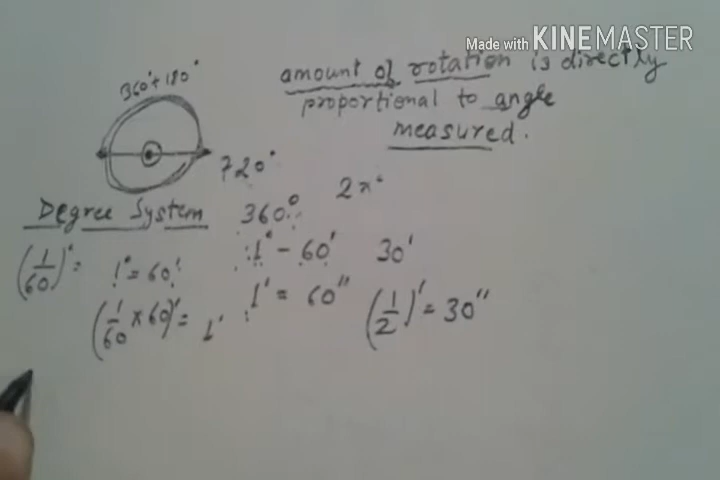 Made with KINEMASTER
amount of rotation is directly
proportional to angle
measured.
360°+180°
720°
Degree System
360°
2x°
1° - 60'
30'
(1/60)° =
1° = 60'
1' = 60"
(1/60 × 60)' = 1'
(1/2)' = 30"